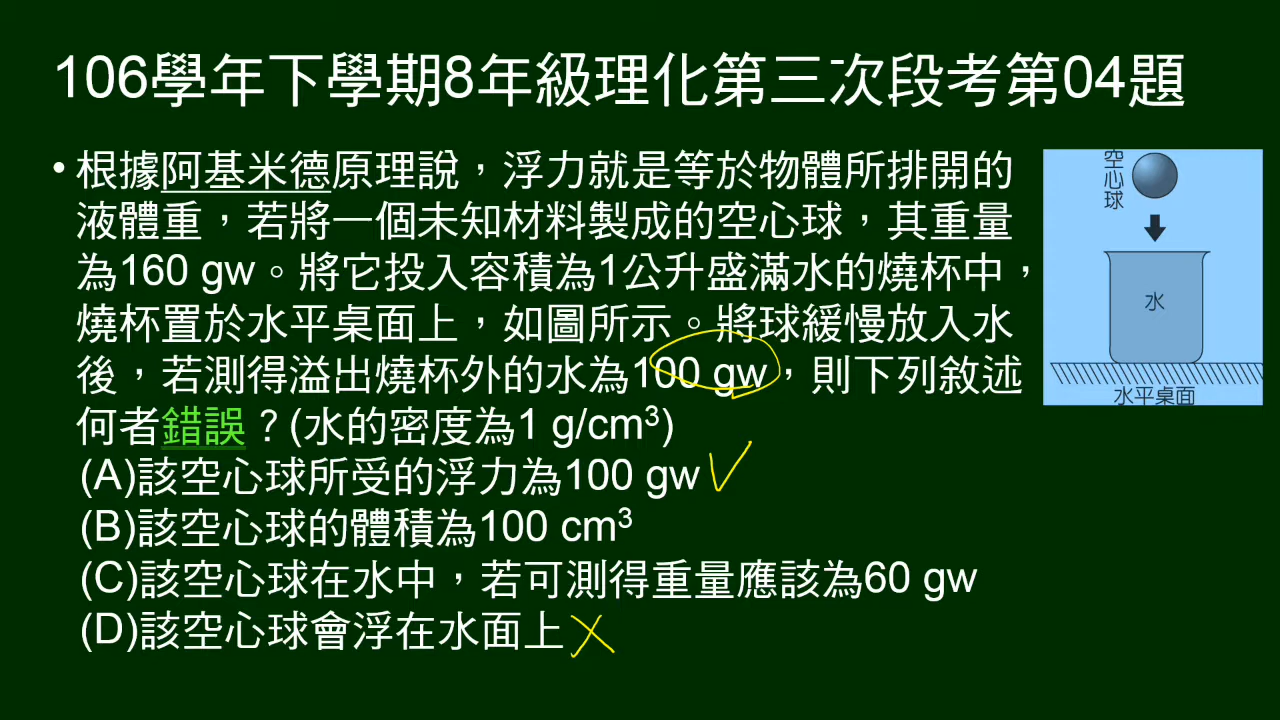 106學年下學期8年級理化第三次段考第04題
•根據阿基米德原理說，浮力就是等於物體所排開的
液體重，若將一個未知材料製成的空心球，其重量
為160 gw。將它投入容積為1公升盛滿水的燒杯中，
燒杯置於水平桌面上，如圖所示。將球緩慢放入水
後，若測得溢出燒杯外的水為100 gw，則下列敘述
何者錯誤？(水的密度為1 g/cm³)
(A)該空心球所受的浮力為100 gw
(B)該空心球的體積為100 cm³
(C)該空心球在水中，若可測得重量應該為60 gw
(D)該空心球會浮在水面上
空心球
水
水平桌面